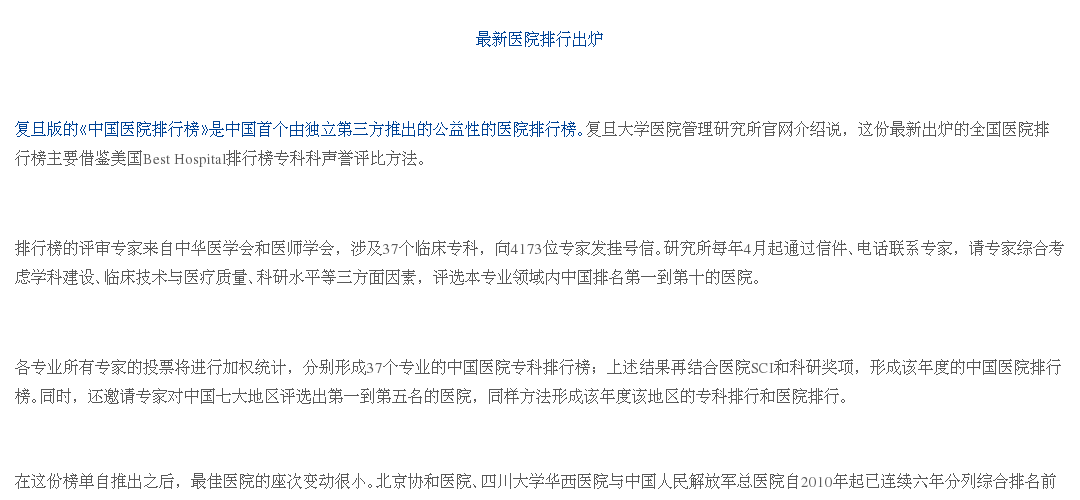 最新医院排行出炉
复旦版的《中国医院排行榜》是中国首个由独立第三方推出的公益性的医院排行榜。复旦大学医院管理研究所官网介绍说，这份最新出炉的全国医院排
行榜主要借鉴美国Best Hospital排行榜专科科声誉评比方法。
排行榜的评审专家来自中华医学会和医师学会，涉及37个临床专科，向4173位专家发挂号信。研究所每年4月起通过信件、电话联系专家，请专家综合考
虑学科建设、临床技术与医疗质量、科研水平等三方面因素，评选本专业领域内中国排名第一到第十的医院。
各专业所有专家的投票将进行加权统计，分别形成37个专业的中国医院专科排行榜；上述结果再结合医院SCI和科研奖项，形成该年度的中国医院排行
榜。同时，还邀请专家对中国七大地区评选出第一到第五名的医院，同样方法形成该年度该地区的专科排行和医院排行。
在这份榜单自推出之后，最佳医院的座次变动很小。北京协和医院、四川大学华西医院与中国人民解放军总医院自2010年起已连续六年分列综合排名前